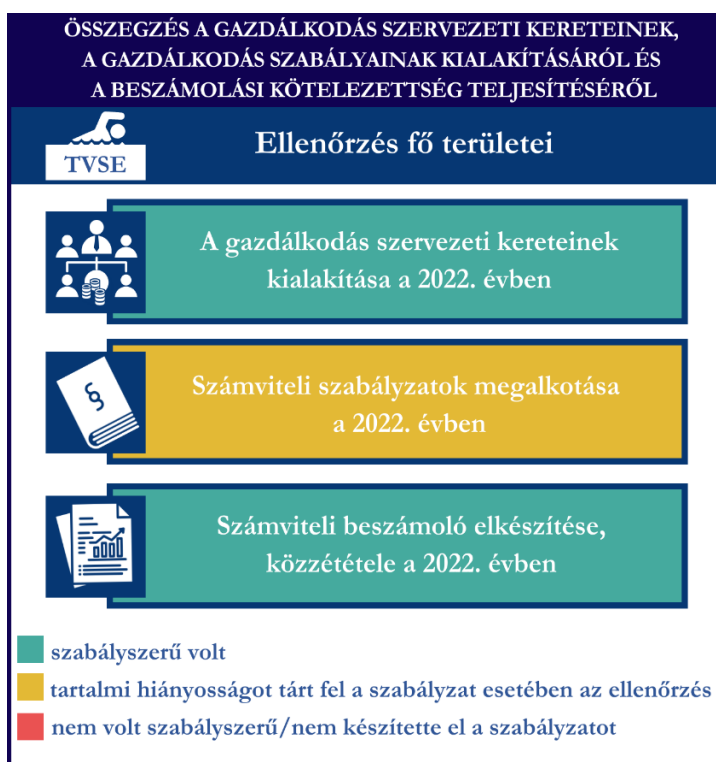 ÖSSZEGZÉS A GAZDÁLKODÁS SZERVEZETI KERETEINEK,
A GAZDÁLKODÁS SZABÁLYAINAK KIALAKÍTÁSÁRÓL ÉS
A BESZÁMOLÁSI KÖTELEZETTSÉG TELJESÍTÉSÉRŐL
TVSE
Ellenőrzés fő területei
A gazdálkodás szervezeti kereteinek
kialakítása a 2022. évben
§
Számviteli szabályzatok megalkotása
a 2022. évben
Számviteli beszámoló elkészítése,
közzététele a 2022. évben
szabályszerű volt
tartalmi hiányosságot tárt fel a szabályzat esetében az ellenőrzés
nem volt szabályszerű/nem készítette el a szabályzatot